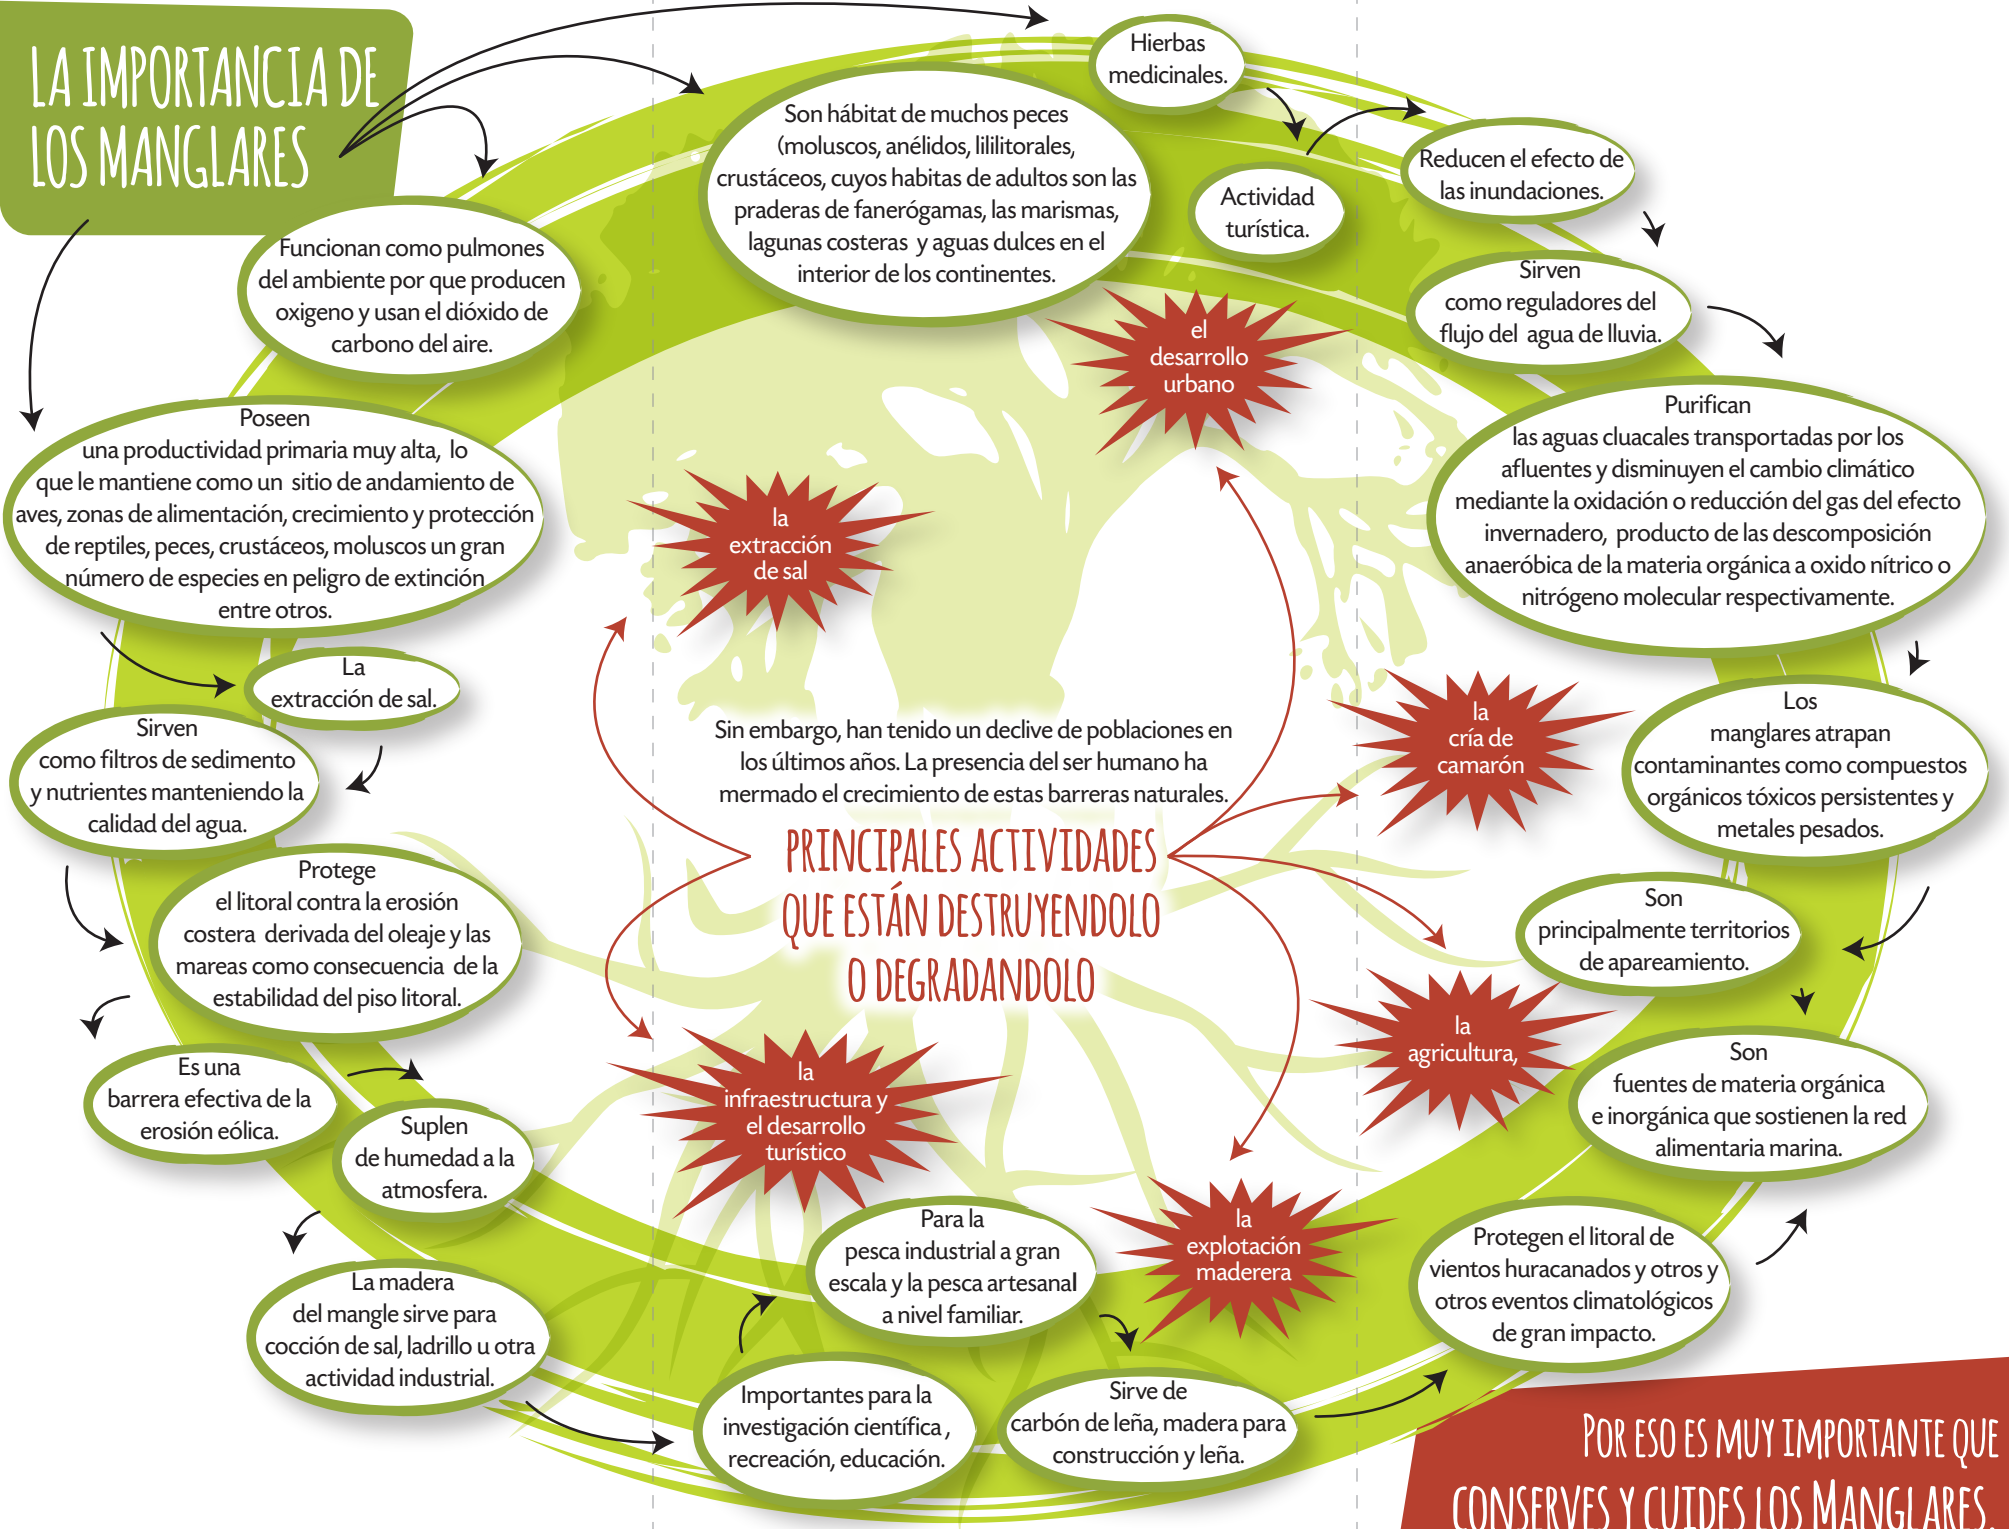 LA IMPORTANCIA DE
LOS MANGLARES
Funcionan como pulmones
del ambiente por que producen
oxigeno y usan el dióxido de
carbono del aire.
Son hábitat de muchos peces
(moluscos, anélidos, lililitorales,
crustáceos, cuyos habitas de adultos son las
praderas de fanerógamas, las marismas,
lagunas costeras y aguas dulces en el
interior de los continentes.
Hierbas
medicinales.
Actividad
turística.
Reducen el efecto de
las inundaciones.
Sirven
como reguladores del
flujo del agua de lluvia.
Purifican
las aguas cluacales transportadas por los
afluentes y disminuyen el cambio climático
mediante la oxidación o reducción del gas del efecto
invernadero, producto de las descomposición
anaeróbica de la materia orgánica a oxido nítrico o
nitrógeno molecular respectivamente.
Los
manglares atrapan
contaminantes como compuestos
orgánicos tóxicos persistentes y
metales pesados.
Son
principalmente territorios
de apareamiento.
Son
fuentes de materia orgánica
e inorgánica que sostienen la red
alimentaria marina.
Protegen el litoral de
vientos huracanados y otros y
otros eventos climatológicos
de gran impacto.
Poseen
una productividad primaria muy alta, lo
que le mantiene como un sitio de andamiento de
aves, zonas de alimentación, crecimiento y protección
de reptiles, peces, crustáceos, moluscos un gran
número de especies en peligro de extinción
entre otros.
La
extracción de sal.
Sirven
como filtros de sedimento
y nutrientes manteniendo la
calidad del agua.
Protege
el litoral contra la erosión
costera derivada del oleaje y las
mareas como consecuencia de la
estabilidad del piso litoral.
Es una
barrera efectiva de la
erosión eólica.
Suplen
de humedad a la
atmosfera.
La madera
del mangle sirve para
cocción de sal, ladrillo u otra
actividad industrial.
Importantes para la
investigación científica ,
recreación, educación.
Para la
pesca industrial a gran
escala y la pesca artesanal
a nivel familiar.
Sirve de
carbón de leña, madera para
construcción y leña.
Sin embargo, han tenido un declive de poblaciones en
los últimos años. La presencia del ser humano ha
mermado el crecimiento de estas barreras naturales.
PRINCIPALES ACTIVIDADES
QUE ESTÁN DESTRUYENDOLO
O DEGRADANDOLO
la
extracción
de sal
el
desarrollo
urbano
la
cría de
camarón
la
agricultura,
la
explotación
maderera
la
infraestructura y
el desarrollo
turístico
POR ESO ES MUY IMPORTANTE QUE
CONSERVES Y CUIDES LOS MANGLARES.